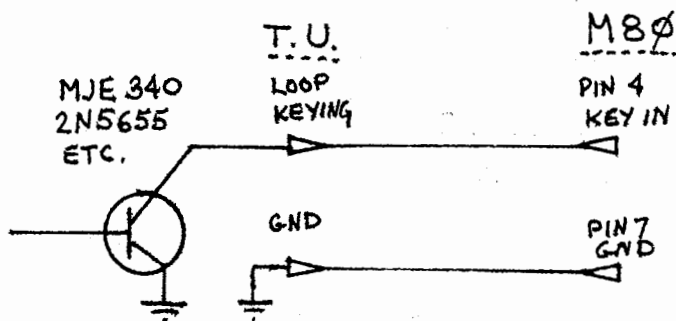 T.U.
M8Ø
MJE 340
2N5655
ETC.
LOOP
KEYING
PIN 4
KEY IN
GND
PIN 7
GND